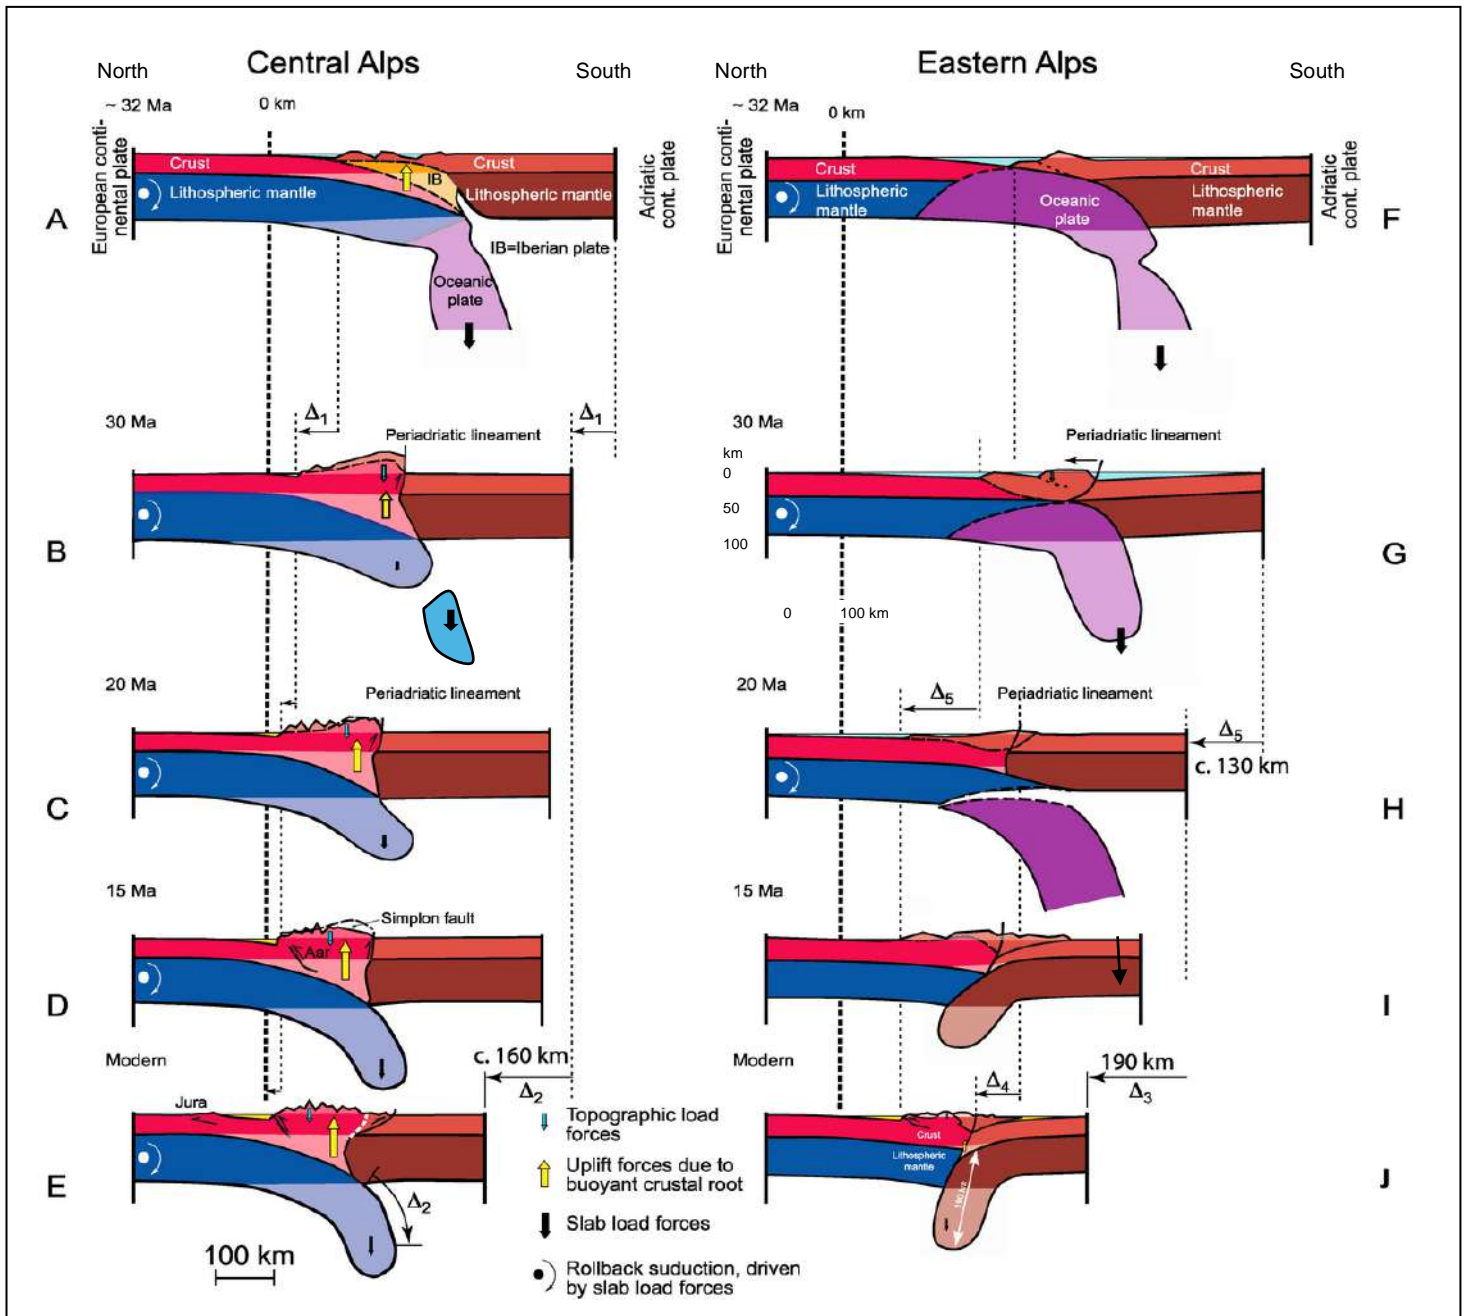 Central Alps
North
South
~ 32 Ma
0 km
European conti-
nental plate
Crust
Lithospheric mantle
IB
Crust
Lithospheric mantle
Adriatic
cont. plate
A
IB=Iberian plate
Oceanic
plate
30 Ma
Δ1
Δ1
Periadriatic lineament
B
20 Ma
Periadriatic lineament
C
15 Ma
Simplon fault
Aar
D
Modern
c. 160 km
Δ2
Jura
E
Δ2
100 km
Topographic load
forces
Uplift forces due to
buoyant crustal root
Slab load forces
Rollback suduction, driven
by slab load forces
Eastern Alps
North
South
~ 32 Ma
0 km
European conti-
nental plate
Crust
Lithospheric
mantle
Oceanic
plate
Crust
Lithospheric
mantle
Adriatic
cont. plate
F
30 Ma
Periadriatic lineament
km
0
50
100
G
0 100 km
20 Ma
Δ5
Periadriatic lineament
Δ5
c. 130 km
H
15 Ma
I
Modern
Δ4
190 km
Δ3
Crust
Lithospheric
mantle
190 km
J